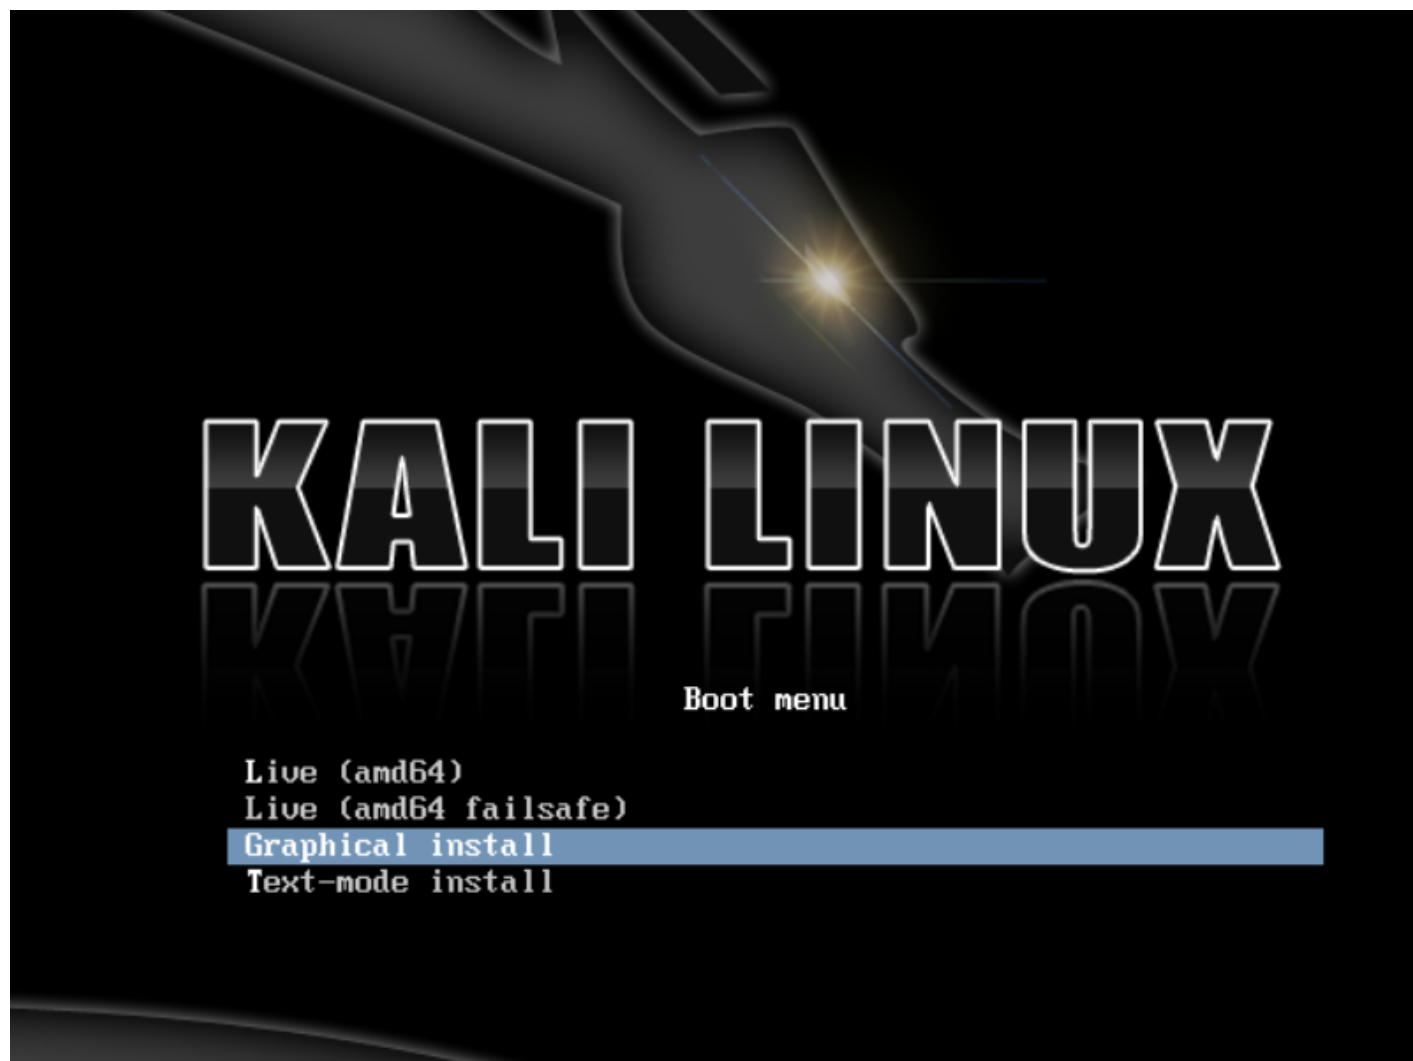 KALI LINUX
Boot menu
Live (amd64)
Live (amd64 failsafe)
Graphical install
Text-mode install